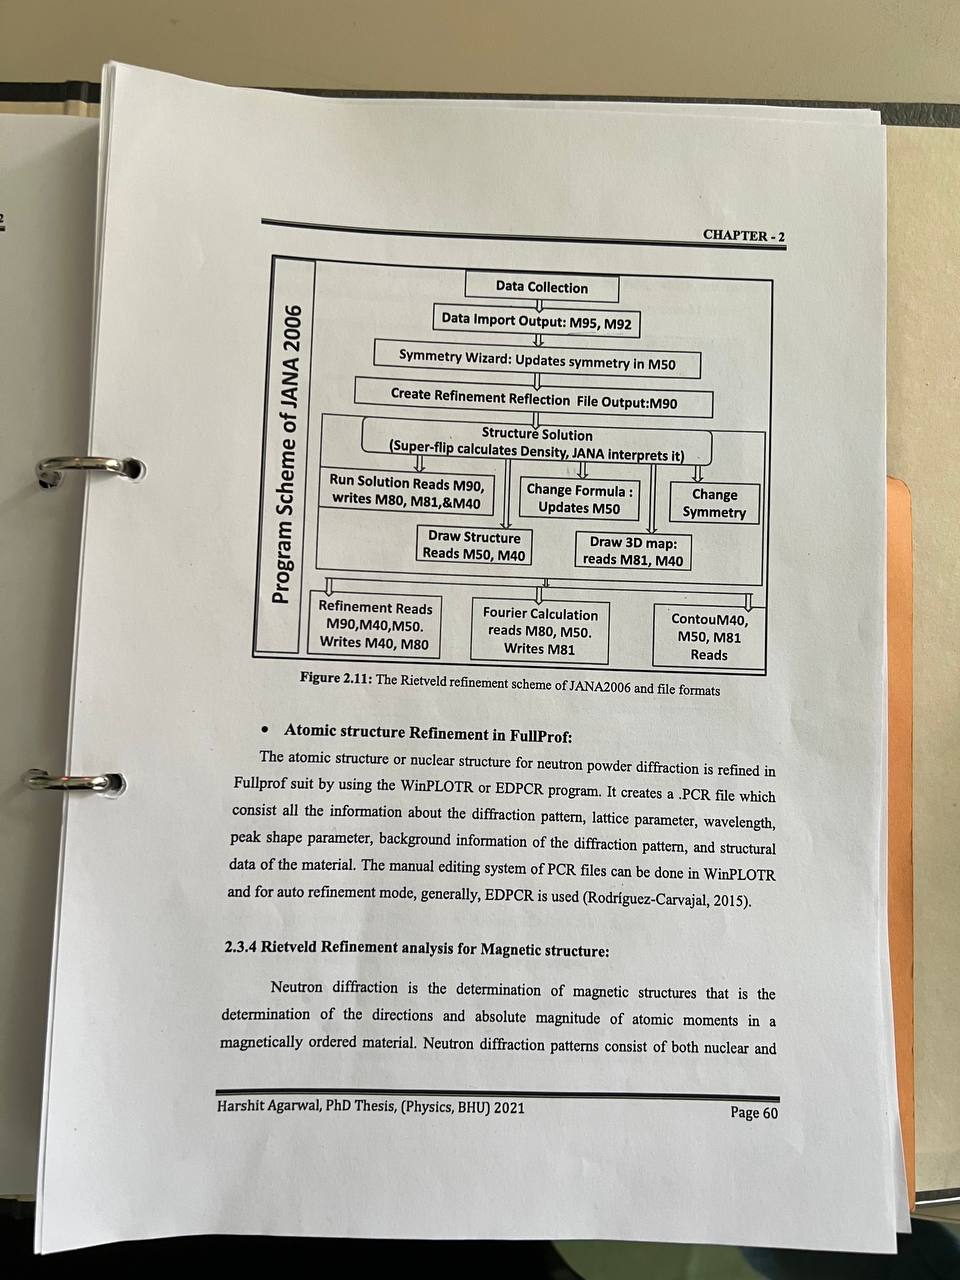 CHAPTER - 2
Program Scheme of JANA 2006
Data Collection
Data Import Output: M95, M92
Symmetry Wizard: Updates symmetry in M50
Create Refinement Reflection File Output:M90
Structure Solution
(Super-flip calculates Density, JANA interprets it)
Run Solution Reads M90,
writes M80, M81,&M40
Change Formula :
Updates M50
Change
Symmetry
Draw Structure
Reads M50, M40
Draw 3D map:
reads M81, M40
Refinement Reads
M90,M40,M50.
Writes M40, M80
Fourier Calculation
reads M80, M50.
Writes M81
ContouM40,
M50, M81
Reads
Figure 2.11: The Rietveld refinement scheme of JANA2006 and file formats
• Atomic structure Refinement in FullProf:
The atomic structure or nuclear structure for neutron powder diffraction is refined in
Fullprof suit by using the WinPLOTR or EDPCR program. It creates a .PCR file which
consist all the information about the diffraction pattern, lattice parameter, wavelength,
peak shape parameter, background information of the diffraction pattern, and structural
data of the material. The manual editing system of PCR files can be done in WinPLOTR
and for auto refinement mode, generally, EDPCR is used (Rodríguez-Carvajal, 2015).
2.3.4 Rietveld Refinement analysis for Magnetic structure:
Neutron diffraction is the determination of magnetic structures that is the
determination of the directions and absolute magnitude of atomic moments in a
magnetically ordered material. Neutron diffraction patterns consist of both nuclear and
Harshit Agarwal, PhD Thesis, (Physics, BHU) 2021
Page 60